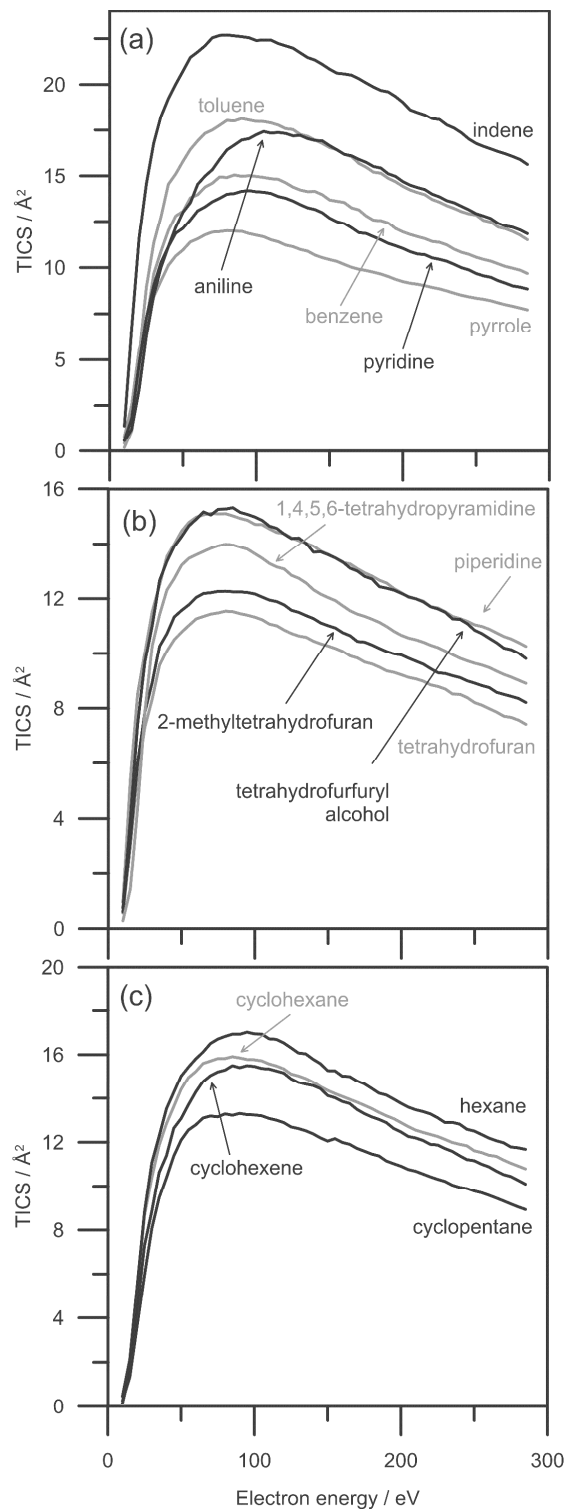 (a)
20
15
10
5
0
TICS / Å²
toluene
indene
aniline
benzene
pyrrole
pyridine
16
(b)
12
8
4
0
TICS / Å²
1,4,5,6-tetrahydropyramidine
piperidine
2-methyltetrahydrofuran
tetrahydrofuran
tetrahydrofurfuryl
alcohol
20
(c)
16
12
8
4
0
TICS / Å²
cyclohexane
hexane
cyclohexene
cyclopentane
0 100 200 300
Electron energy / eV